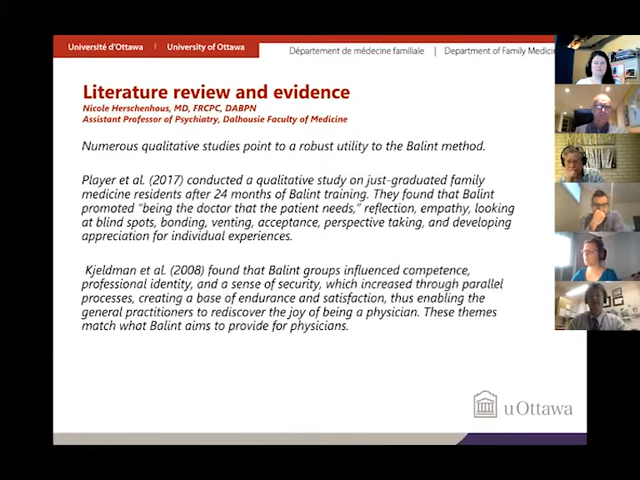 Université d'Ottawa | University of Ottawa
Département de médecine familiale | Department of Family Medicin
Literature review and evidence
Nicole Herschenhous, MD, FRCPC, DABPN
Assistant Professor of Psychiatry, Dalhousie Faculty of Medicine
Numerous qualitative studies point to a robust utility to the Balint method.
Player et al. (2017) conducted a qualitative study on just-graduated family
medicine residents after 24 months of Balint training. They found that Balint
promoted "being the doctor that the patient needs," reflection, empathy, looking
at blind spots, bonding, venting, acceptance, perspective taking, and developing
appreciation for individual experiences.
Kjeldman et al. (2008) found that Balint groups influenced competence,
professional identity, and a sense of security, which increased through parallel
processes, creating a base of endurance and satisfaction, thus enabling the
general practitioners to rediscover the joy of being a physician. These themes
match what Balint aims to provide for physicians.
uOttawa